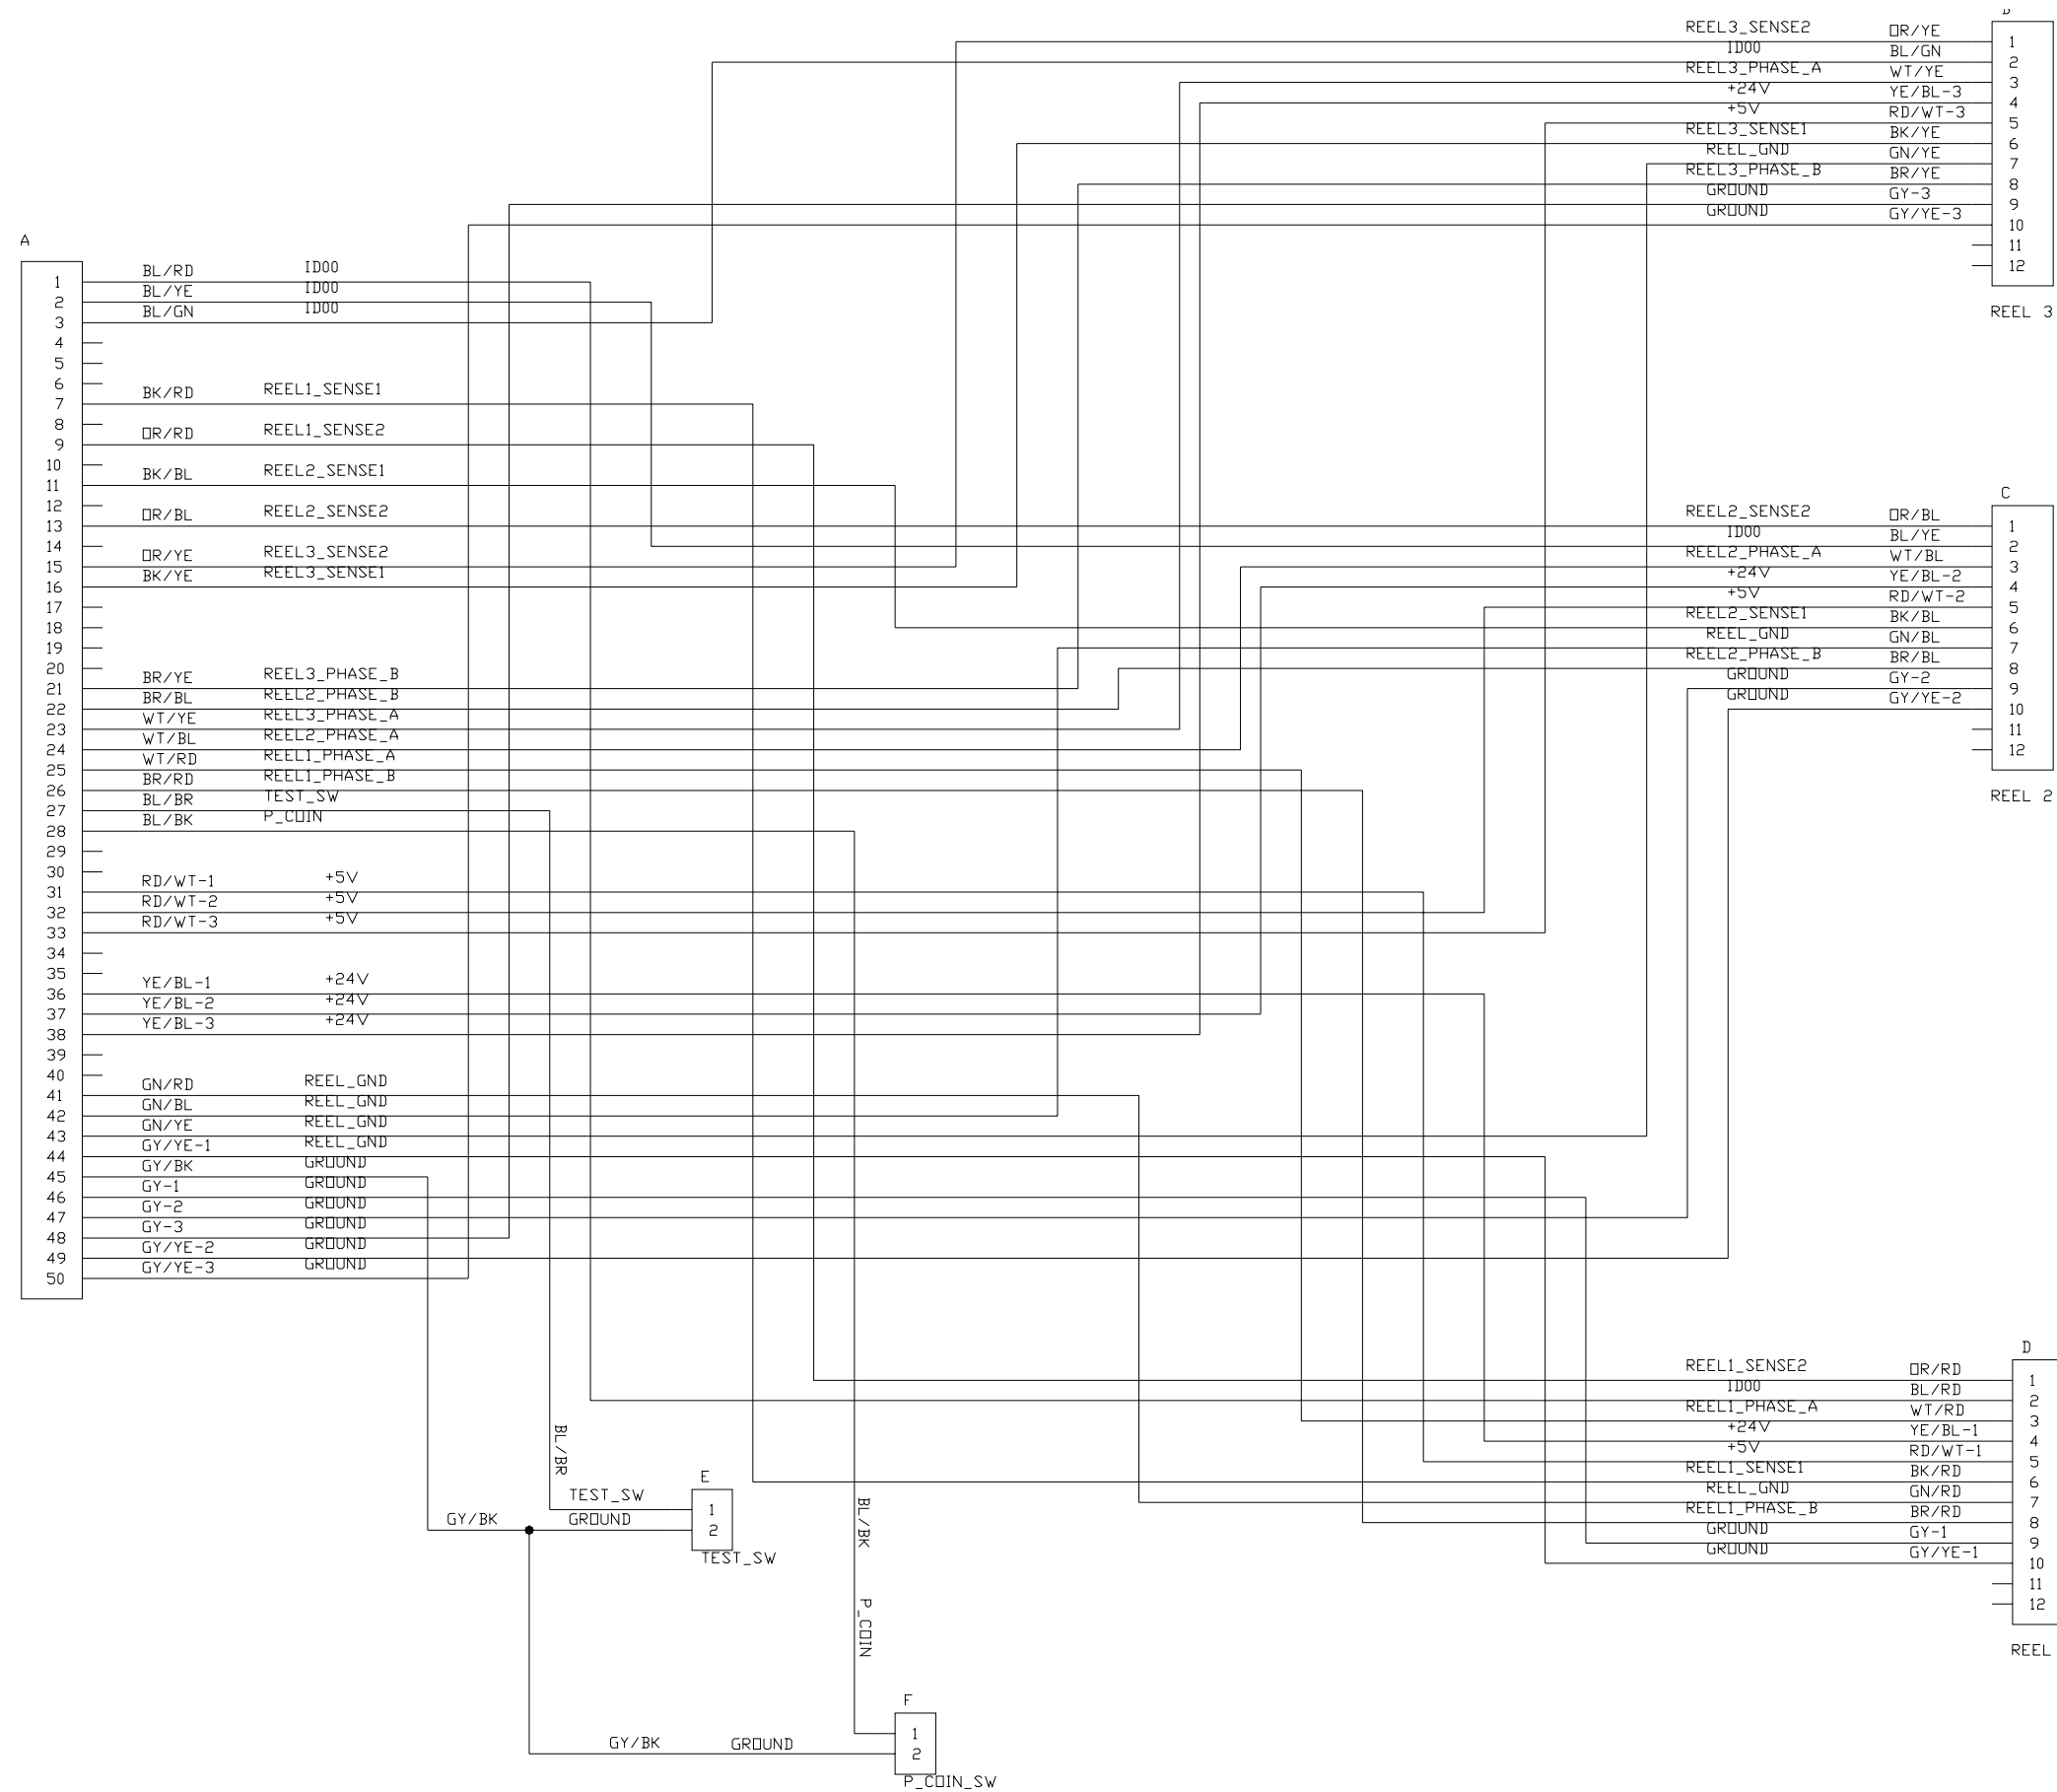 REEL3_SENSE2 OR/YE 1
ID00 BL/GN 2
REEL3_PHASE_A WT/YE 3
+24V YE/BL-3 4
+5V RD/WT-3 5
REEL3_SENSE1 BK/YE 6
REEL_GND GN/YE 7
REEL3_PHASE_B BR/YE 8
GROUND GY-3 9
GROUND GY/YE-3 10
11
12
REEL 3
A
1 BL/RD ID00
2 BL/YE ID00
3 BL/GN ID00
4
5
6
7 BK/RD REEL1_SENSE1
8
9 OR/RD REEL1_SENSE2
10
11 BK/BL REEL2_SENSE1
12
13 OR/BL REEL2_SENSE2
14
15 OR/YE REEL3_SENSE2
16 BK/YE REEL3_SENSE1
17
18
19
20
21 BR/YE REEL3_PHASE_B
22 BR/BL REEL2_PHASE_B
23 WT/YE REEL3_PHASE_A
24 WT/BL REEL2_PHASE_A
25 WT/RD REEL1_PHASE_A
26 BR/RD REEL1_PHASE_B
27 BL/BR TEST_SW
28 BL/BK P_COIN
29
30
31 RD/WT-1 +5V
32 RD/WT-2 +5V
33 RD/WT-3 +5V
34
35
36 YE/BL-1 +24V
37 YE/BL-2 +24V
38 YE/BL-3 +24V
39
40
41 GN/RD REEL_GND
42 GN/BL REEL_GND
43 GN/YE REEL_GND
44 GY/YE-1 REEL_GND
45 GY/BK GROUND
46 GY-1 GROUND
47 GY-2 GROUND
48 GY-3 GROUND
49 GY/YE-2 GROUND
50 GY/YE-3 GROUND
C
REEL2_SENSE2 OR/BL 1
ID00 BL/YE 2
REEL2_PHASE_A WT/BL 3
+24V YE/BL-2 4
+5V RD/WT-2 5
REEL2_SENSE1 BK/BL 6
REEL_GND GN/BL 7
REEL2_PHASE_B BR/BL 8
GROUND GY-2 9
GROUND GY/YE-2 10
11
12
REEL 2
D
REEL1_SENSE2 OR/RD 1
ID00 BL/RD 2
REEL1_PHASE_A WT/RD 3
+24V YE/BL-1 4
+5V RD/WT-1 5
REEL1_SENSE1 BK/RD 6
REEL_GND GN/RD 7
REEL1_PHASE_B BR/RD 8
GROUND GY-1 9
GROUND GY/YE-1 10
11
12
REEL
BL/BR
E
TEST_SW 1
GY/BK GROUND 2
TEST_SW
BL/BK
P_COIN
F
1
GY/BK GROUND 2
P_COIN_SW